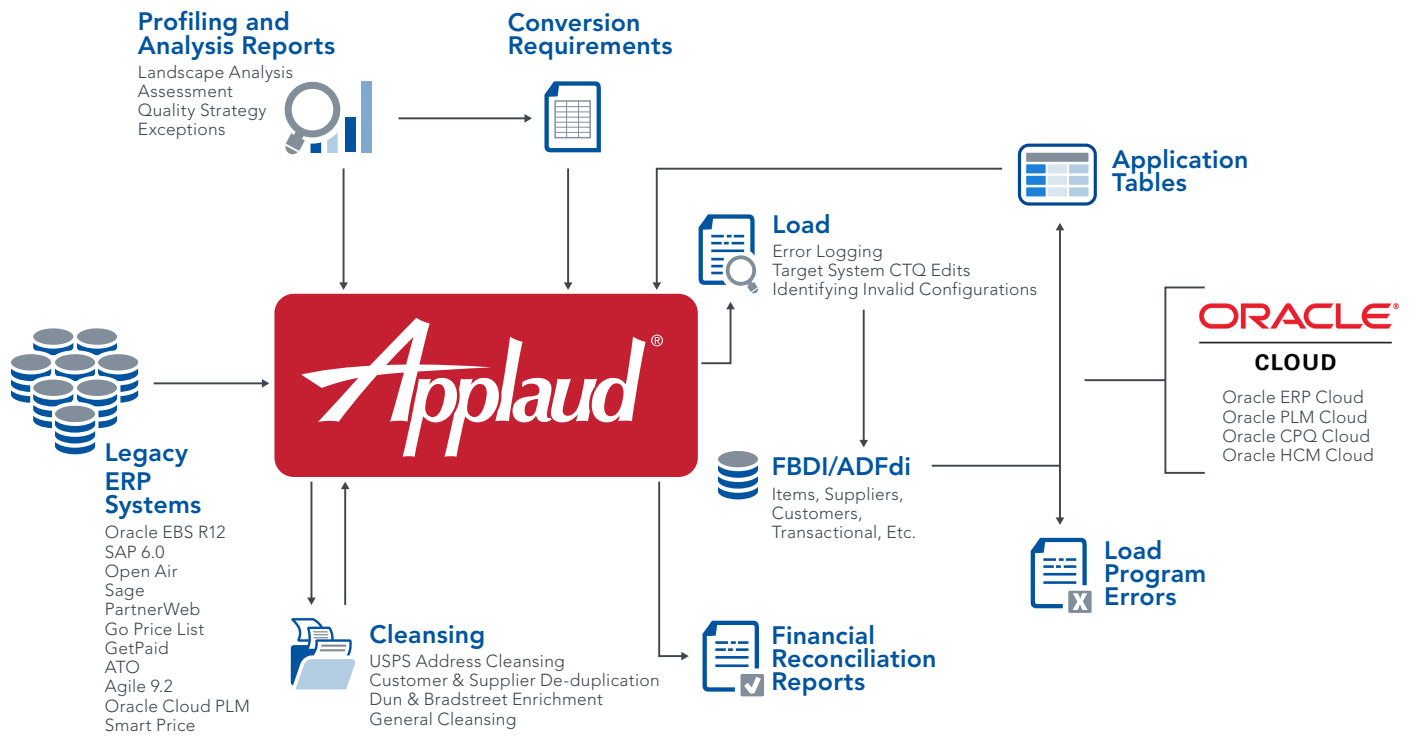 Profiling and
Analysis Reports
Landscape Analysis
Assessment
Quality Strategy
Exceptions
Conversion
Requirements
Application
Tables
Load
Error Logging
Target System CTQ Edits
Identifying Invalid Configurations
Applaud®
ORACLE®
CLOUD
Oracle ERP Cloud
Oracle PLM Cloud
Oracle CPQ Cloud
Oracle HCM Cloud
Legacy
ERP
Systems
Oracle EBS R12
SAP 6.0
Open Air
Sage
PartnerWeb
Go Price List
GetPaid
ATO
Agile 9.2
Oracle Cloud PLM
Smart Price
FBDI/ADFdi
Items, Suppliers,
Customers,
Transactional, Etc.
Load
Program
Errors
X
Cleansing
USPS Address Cleansing
Customer & Supplier De-duplication
Dun & Bradstreet Enrichment
General Cleansing
Financial
Reconciliation
Reports